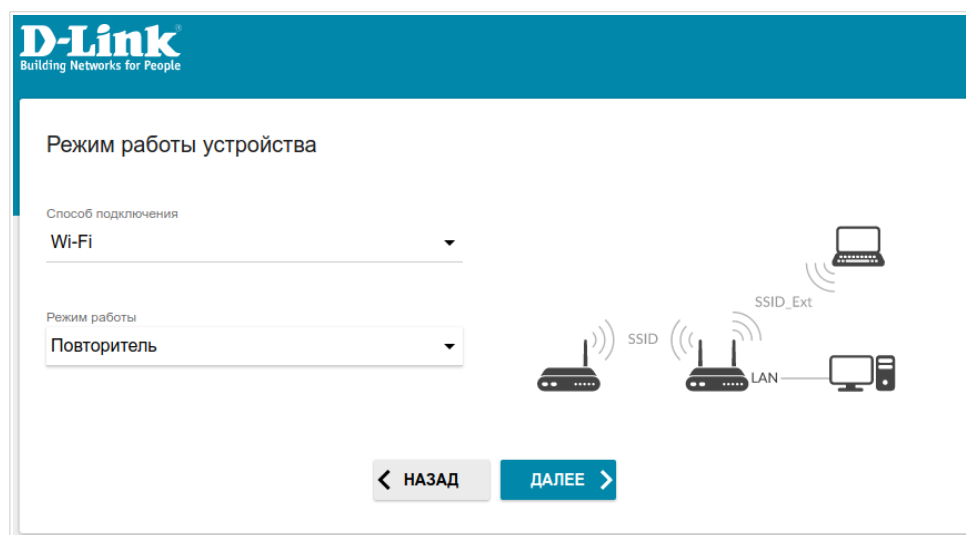 D-Link
Building Networks for People
Режим работы устройства
Способ подключения
Wi-Fi
Режим работы
Повторитель
SSID_Ext
SSID
LAN
НАЗАД
ДАЛЕЕ